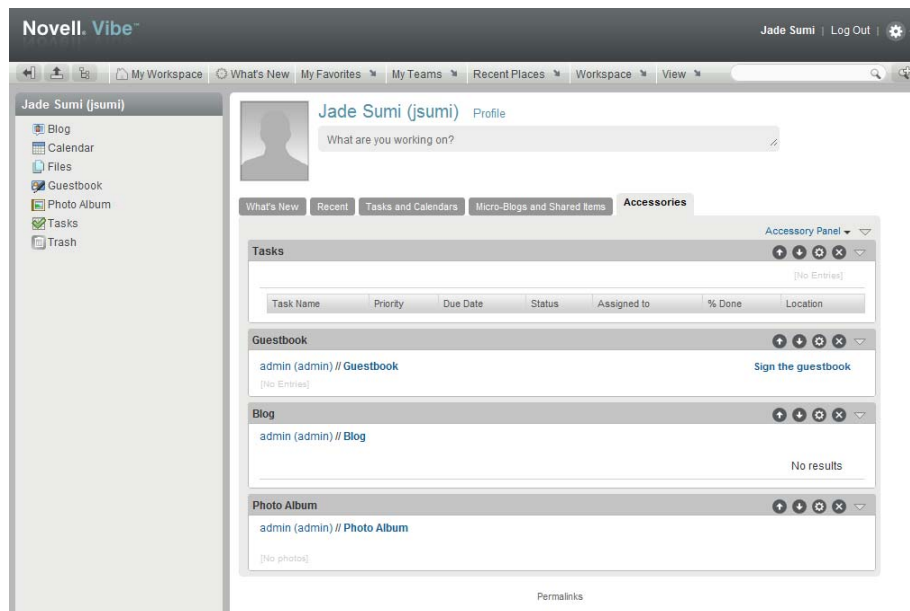 Novell. Vibe™
Jade Sumi | Log Out |
My Workspace What's New My Favorites My Teams Recent Places Workspace View
Jade Sumi (jsumi)
Blog
Calendar
Files
Guestbook
Photo Album
Tasks
Trash
Jade Sumi (jsumi) Profile
What are you working on?
What's New Recent Tasks and Calendars Micro-Blogs and Shared Items Accessories
Accessory Panel
Tasks
[No Entries]
Task Name Priority Due Date Status Assigned to % Done Location
Guestbook
admin (admin) // Guestbook Sign the guestbook
[No Entries]
Blog
admin (admin) // Blog
No results
Photo Album
admin (admin) // Photo Album
[No photos]
Permalinks